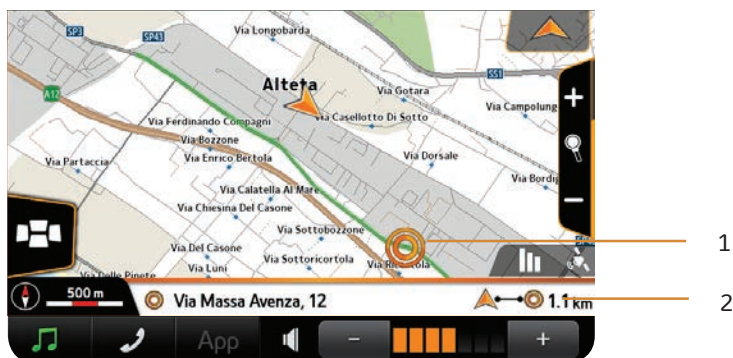 SP3
SP43
Via Longobarda
SS1
Alteta
Via Gotara
A12
Via Campolung
+
Via Ferdinando Compagni
Via Casellotto Di Sotto
Via Bozzone
Via Partaccia
Via Enrico Bertola
Via Dorsale
Via Bordig
Via Calatella Al Mare
Via Chiesina Del Casone
−
Via Sottobozzone
1
Via Del Casone
Via Delle Pinete
Via Luni
Via Sottoricortola
500 m
Via Massa Avenza, 12
1.1 km
2
App
−
+